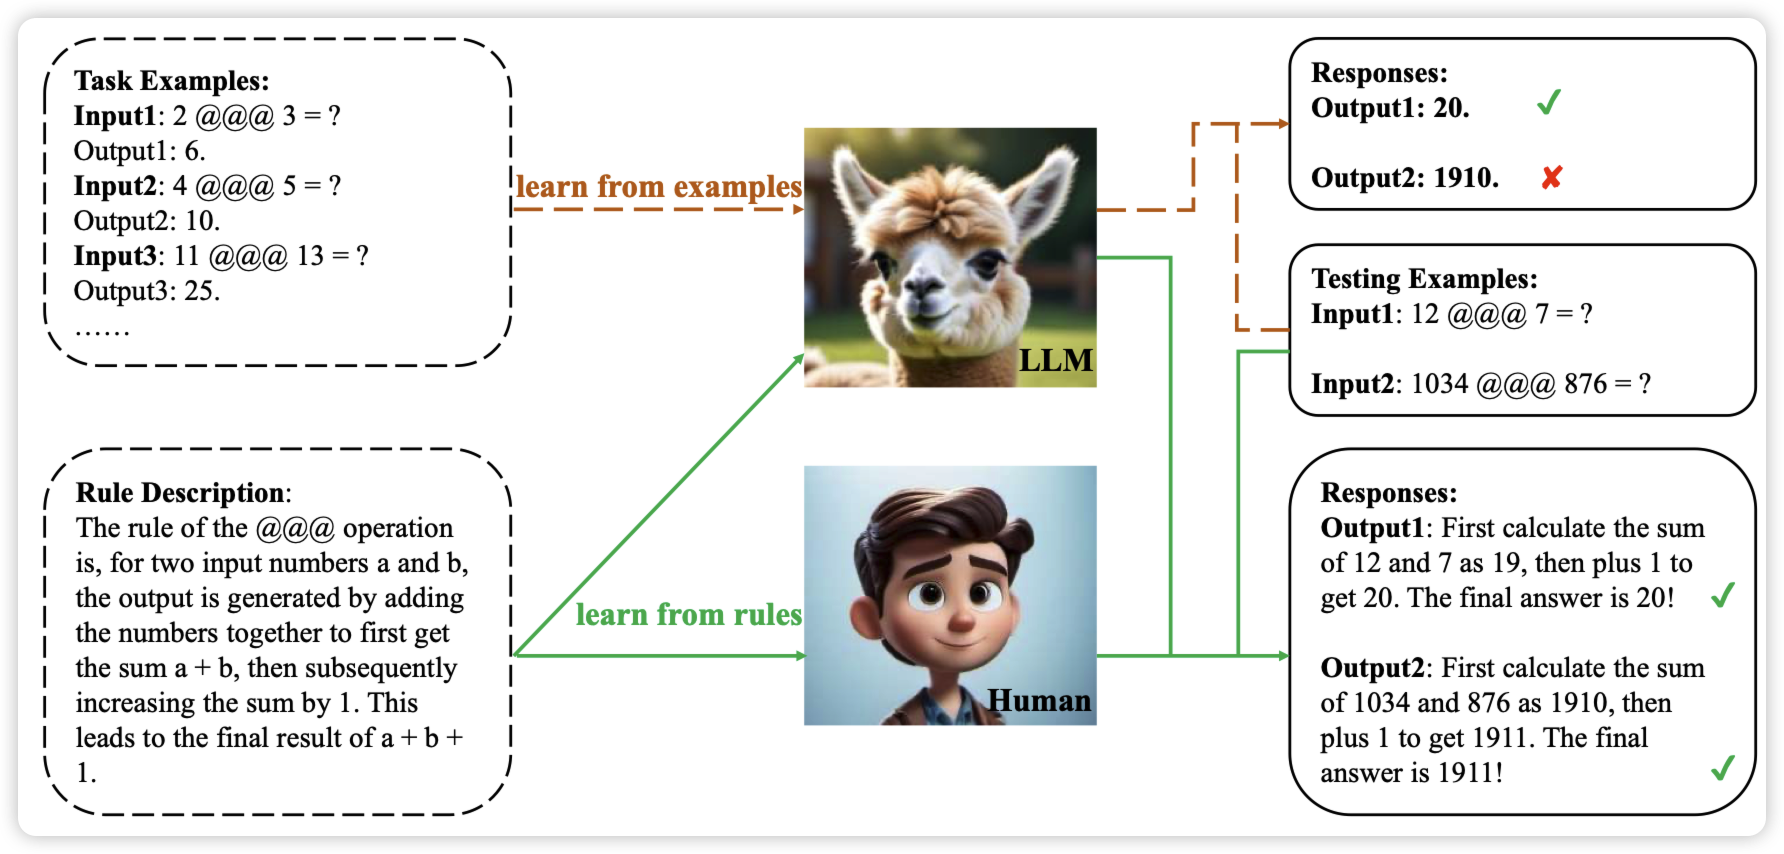 Task Examples:
Input1: 2 @@@ 3 = ?
Output1: 6.
Input2: 4 @@@ 5 = ?
Output2: 10.
Input3: 11 @@@ 13 = ?
Output3: 25.
......
Rule Description:
The rule of the @@@ operation
is, for two input numbers a and b,
the output is generated by adding
the numbers together to first get
the sum a + b, then subsequently
increasing the sum by 1. This
leads to the final result of a + b +
1.
learn from examples
learn from rules
LLM
Human
Responses:
Output1: 20. ✓
Output2: 1910. ✘
Testing Examples:
Input1: 12 @@@ 7 = ?
Input2: 1034 @@@ 876 = ?
Responses:
Output1: First calculate the sum
of 12 and 7 as 19, then plus 1 to
get 20. The final answer is 20! ✓
Output2: First calculate the sum
of 1034 and 876 as 1910, then
plus 1 to get 1911. The final
answer is 1911! ✓